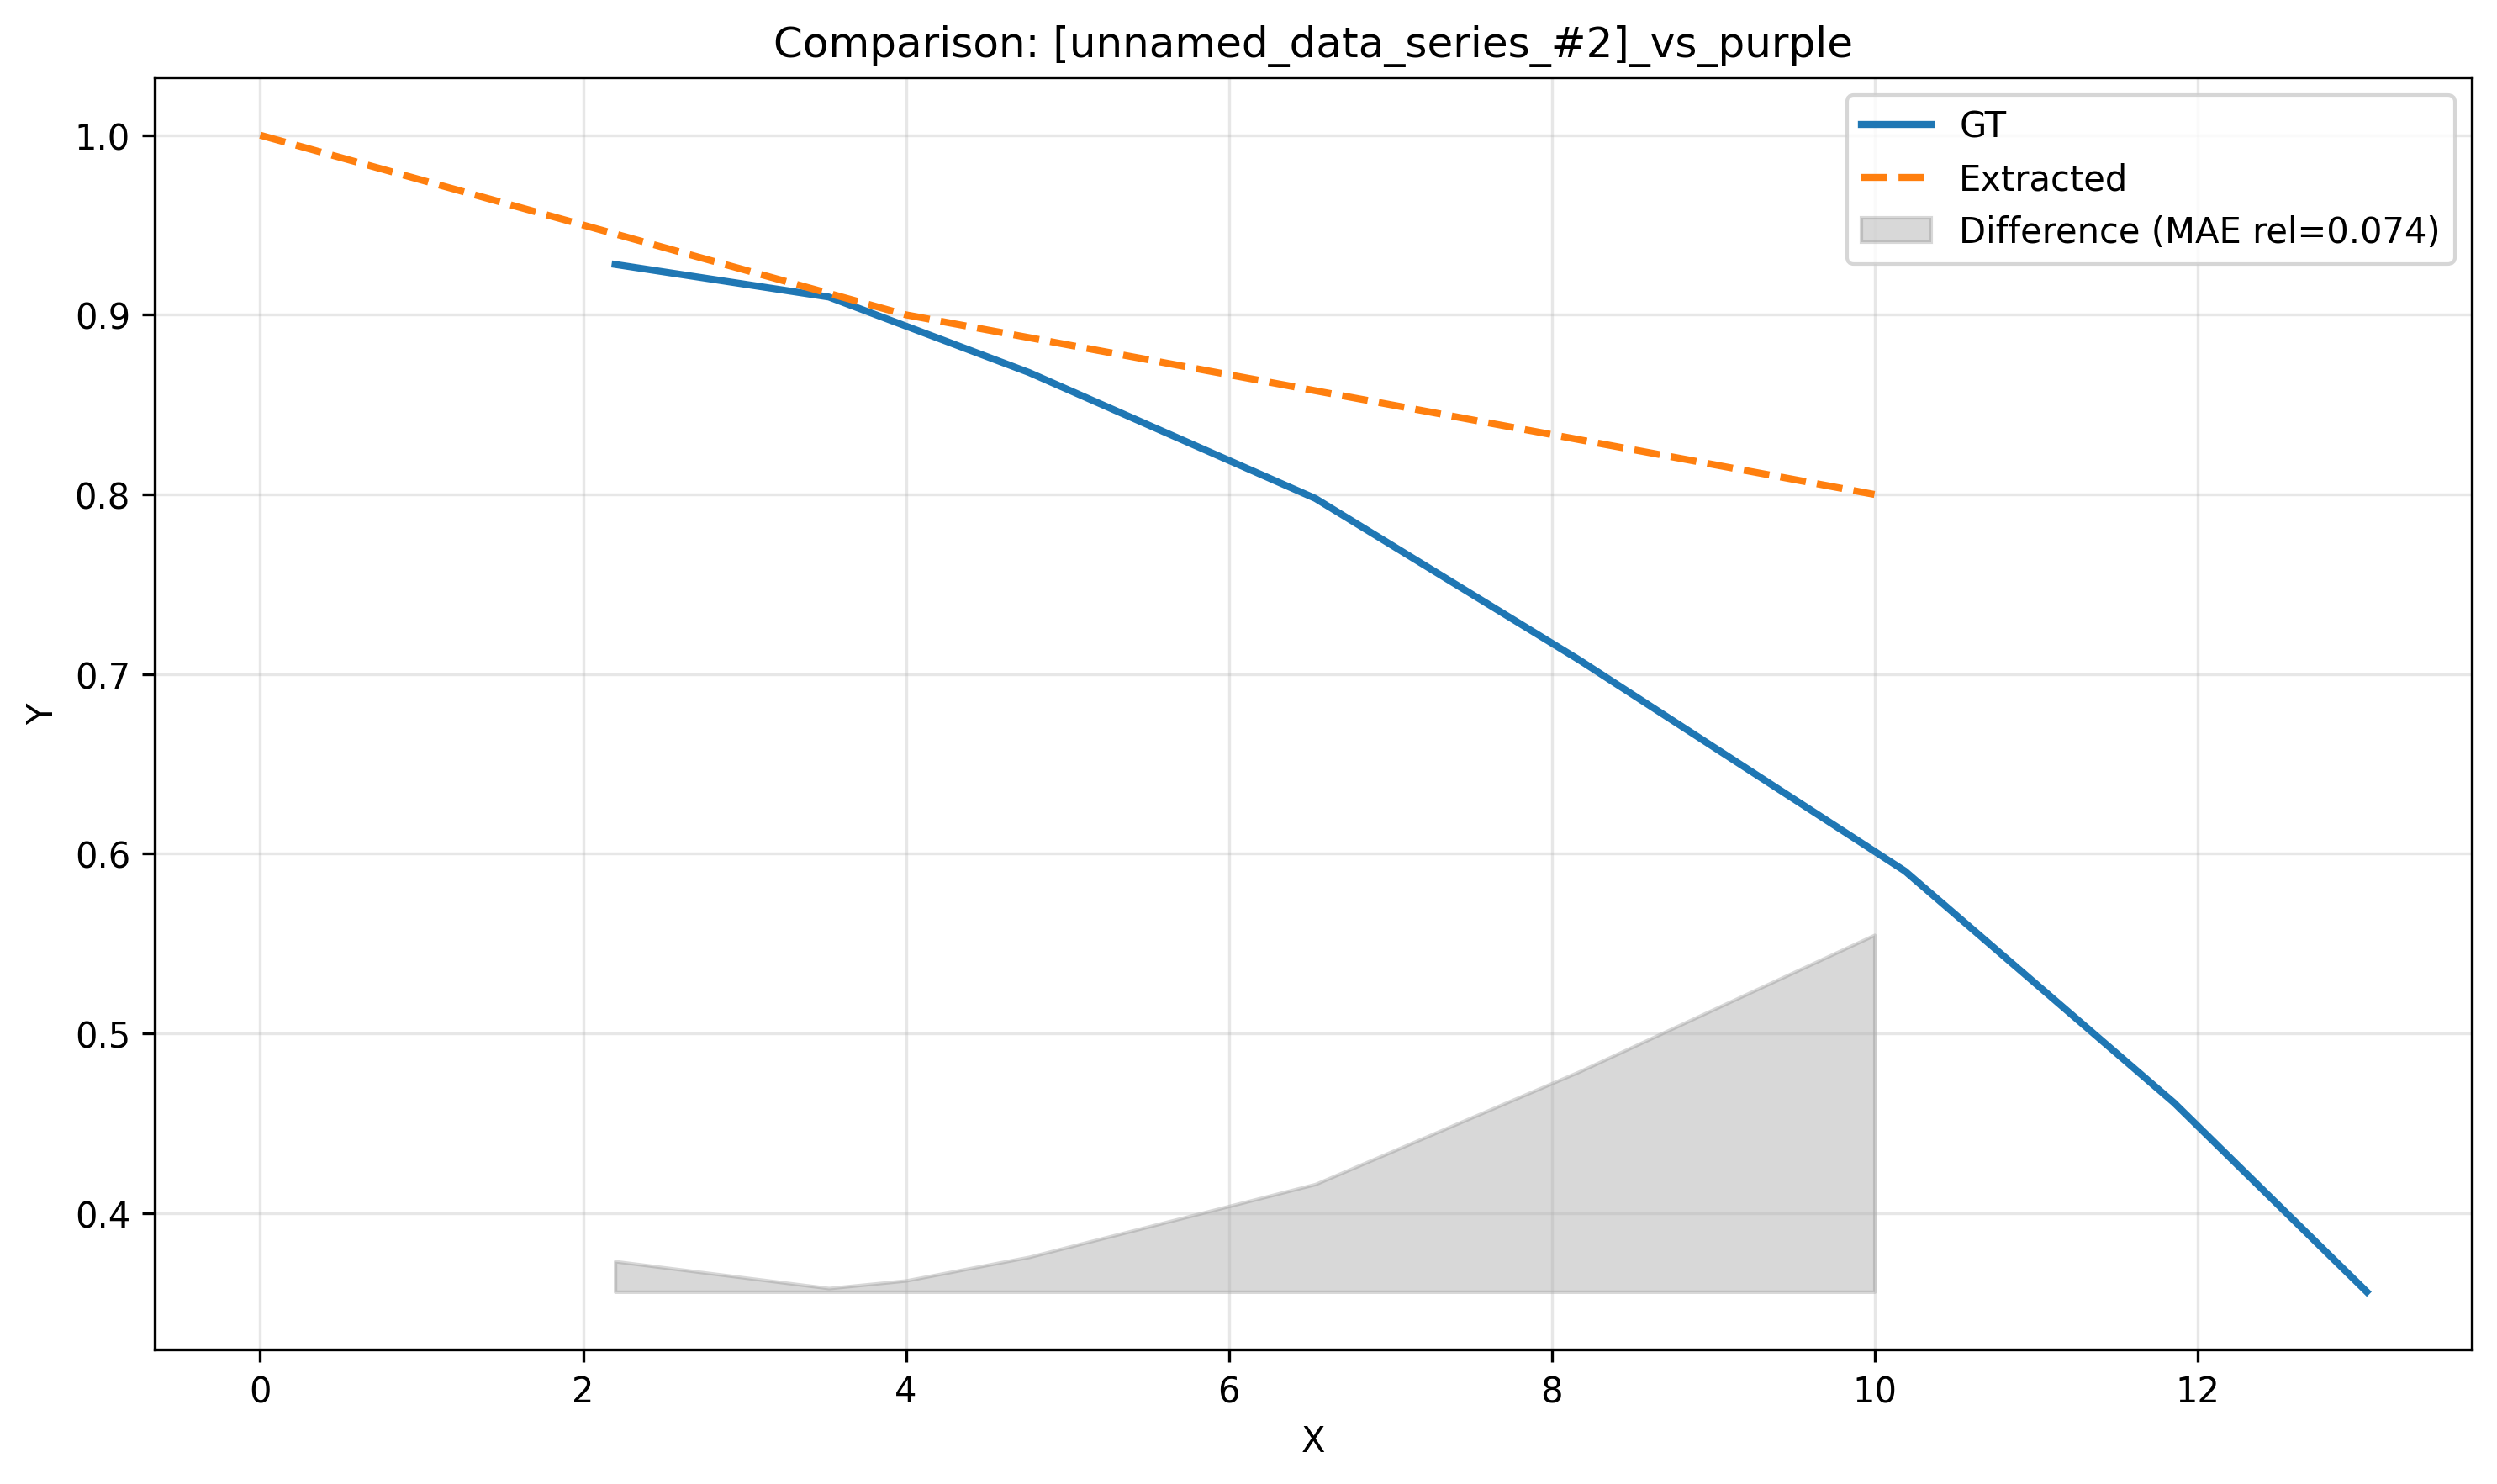 Comparison: [unnamed_data_series_#2]_vs_purple
GT
Extracted
Difference (MAE rel=0.074)
1.0
0.9
0.8
0.7
0.6
0.5
0.4
Y
0 2 4 6 8 10 12
X